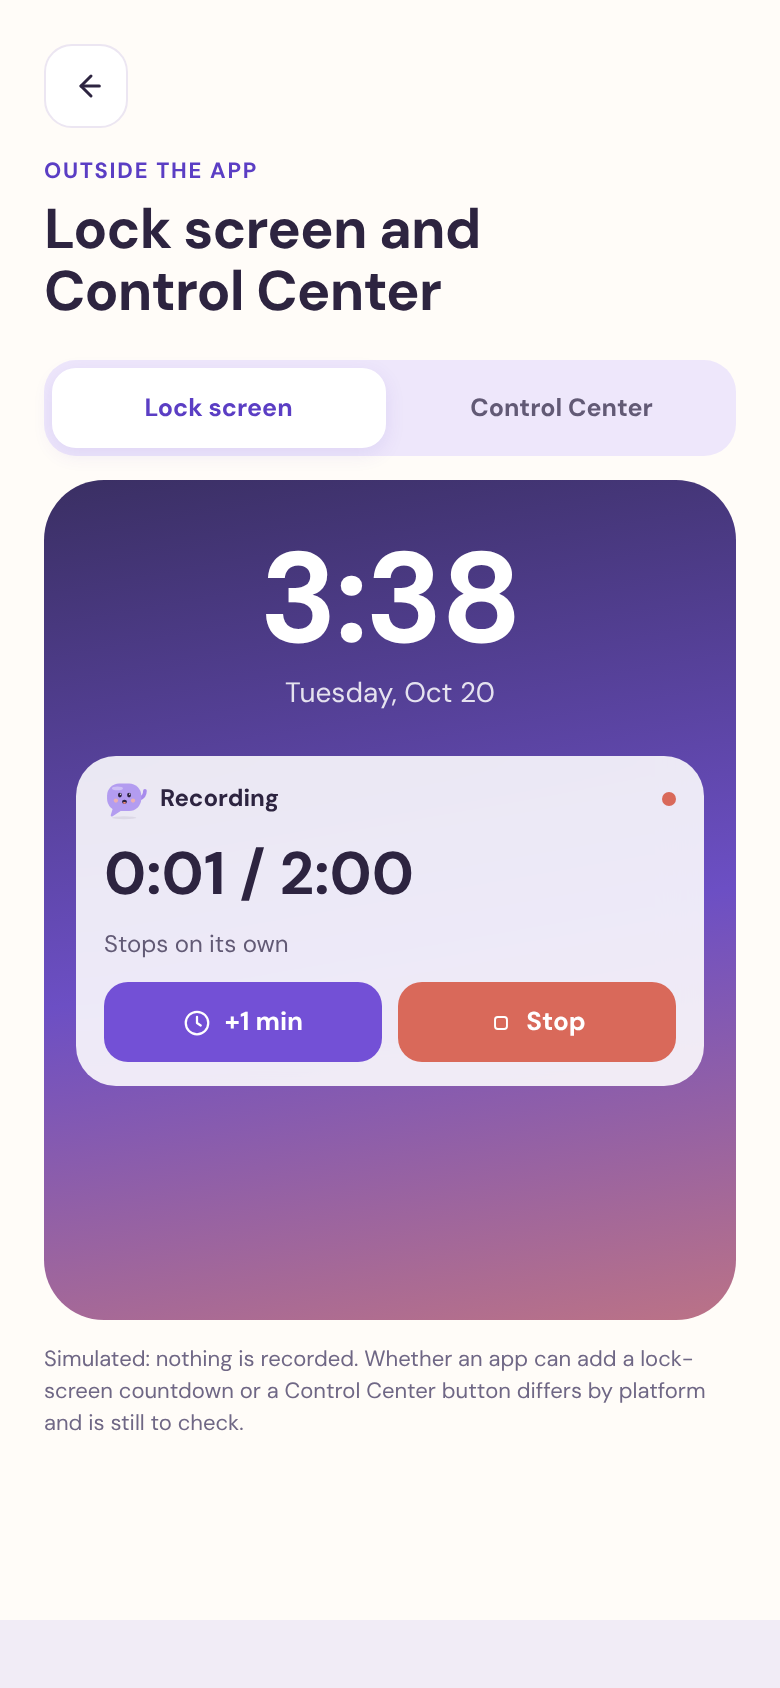 OUTSIDE THE APP
Lock screen and
Control Center
Lock screen
Control Center
3:38
Tuesday, Oct 20
Recording
0:01 / 2:00
Stops on its own
+1 min
Stop
Simulated: nothing is recorded. Whether an app can add a lock-
screen countdown or a Control Center button differs by platform
and is still to check.